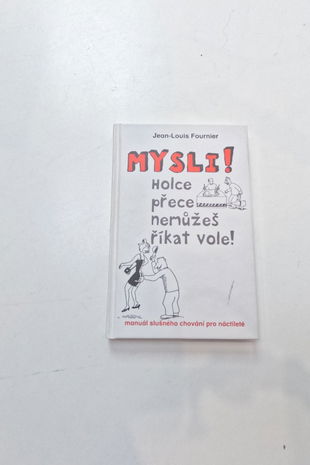 Jean-Louis Fournier
MYSLI!
Holce
přece
nemůžeš
říkat vole!
manuál slušného chování pro náctileté